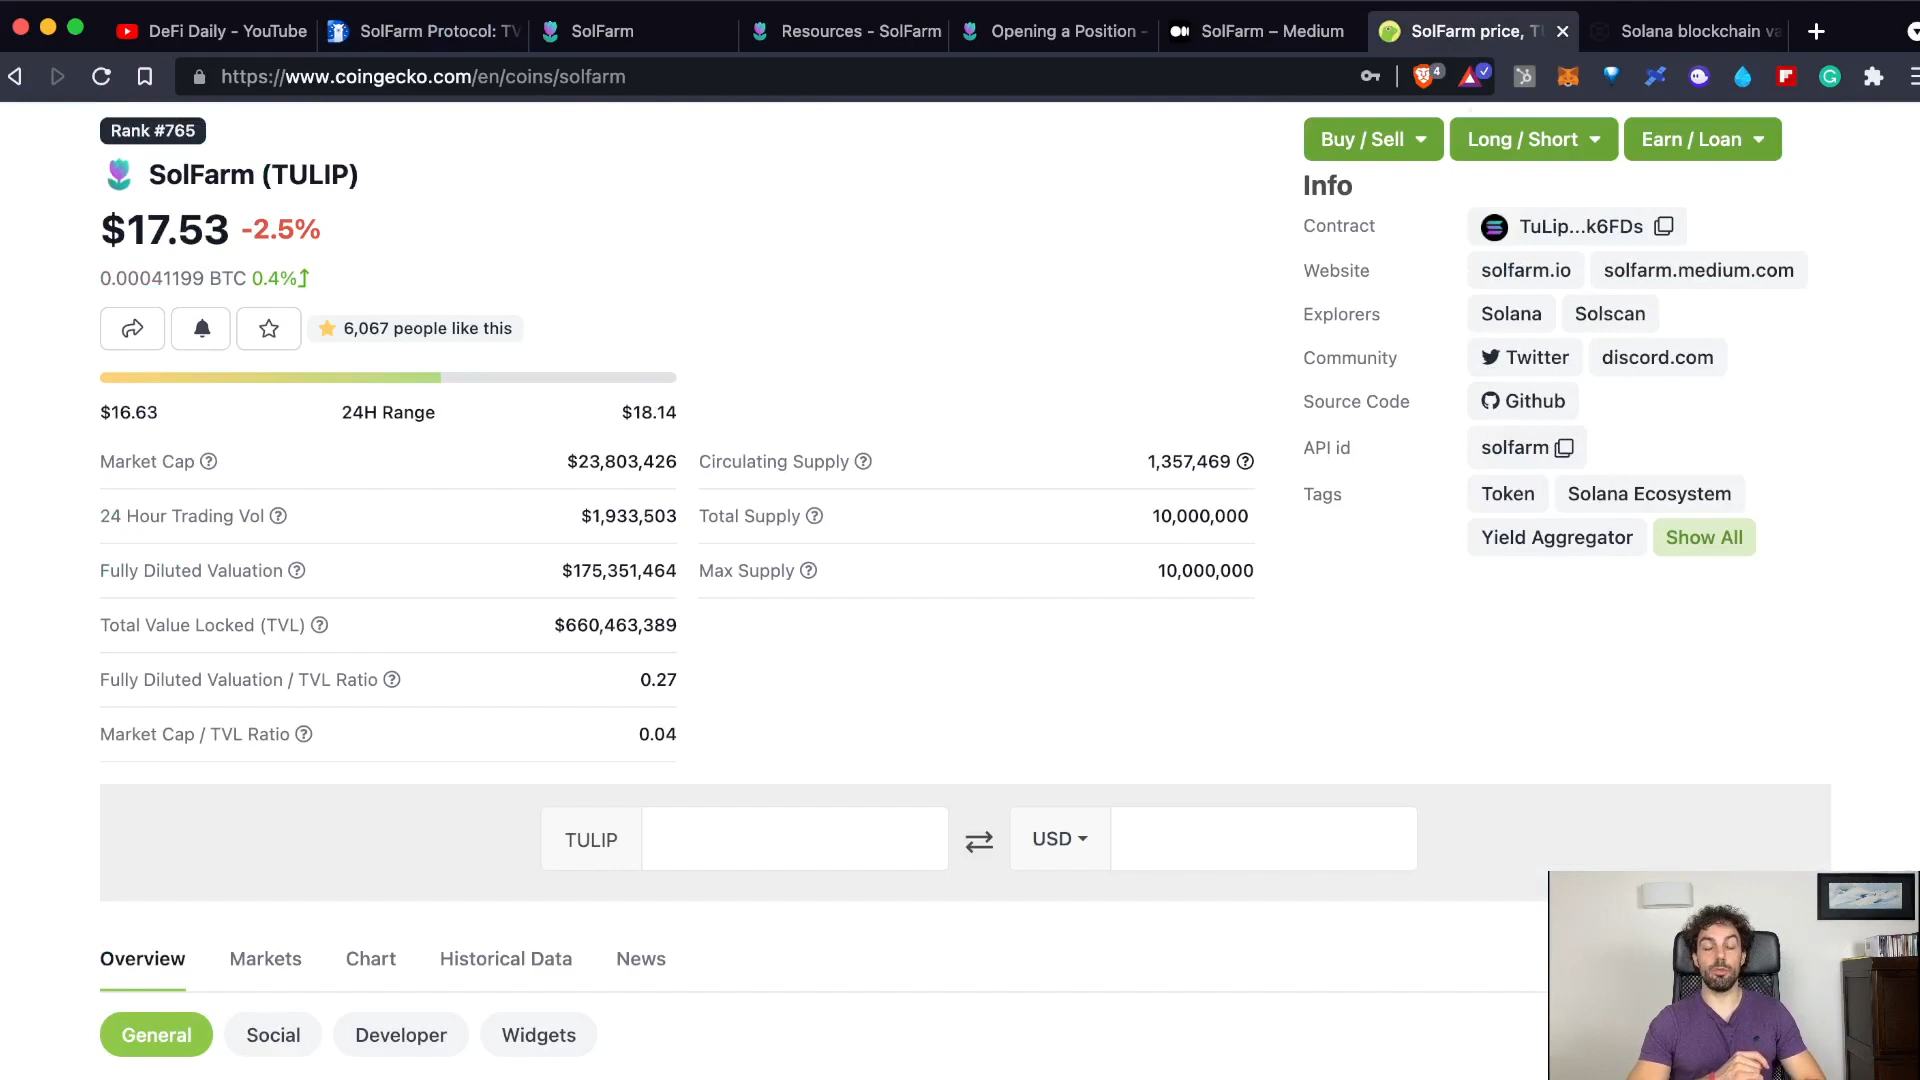 DeFi Daily - YouTube
SolFarm Protocol: TV
SolFarm
Resources - SolFarm
Opening a Position -
SolFarm – Medium
SolFarm price, T
Solana blockchain va
https://www.coingecko.com/en/coins/solfarm
4
Rank #765
SolFarm (TULIP)
$17.53 -2.5%
0.00041199 BTC 0.4%
6,067 people like this
$16.63 24H Range $18.14
Market Cap $23,803,426
24 Hour Trading Vol $1,933,503
Fully Diluted Valuation $175,351,464
Total Value Locked (TVL) $660,463,389
Fully Diluted Valuation / TVL Ratio 0.27
Market Cap / TVL Ratio 0.04
Circulating Supply 1,357,469
Total Supply 10,000,000
Max Supply 10,000,000
Buy / Sell Long / Short Earn / Loan
Info
Contract TuLip...k6FDs
Website solfarm.io solfarm.medium.com
Explorers Solana Solscan
Community Twitter discord.com
Source Code Github
API id solfarm
Tags Token Solana Ecosystem
Yield Aggregator Show All
TULIP USD
Overview Markets Chart Historical Data News
General Social Developer Widgets